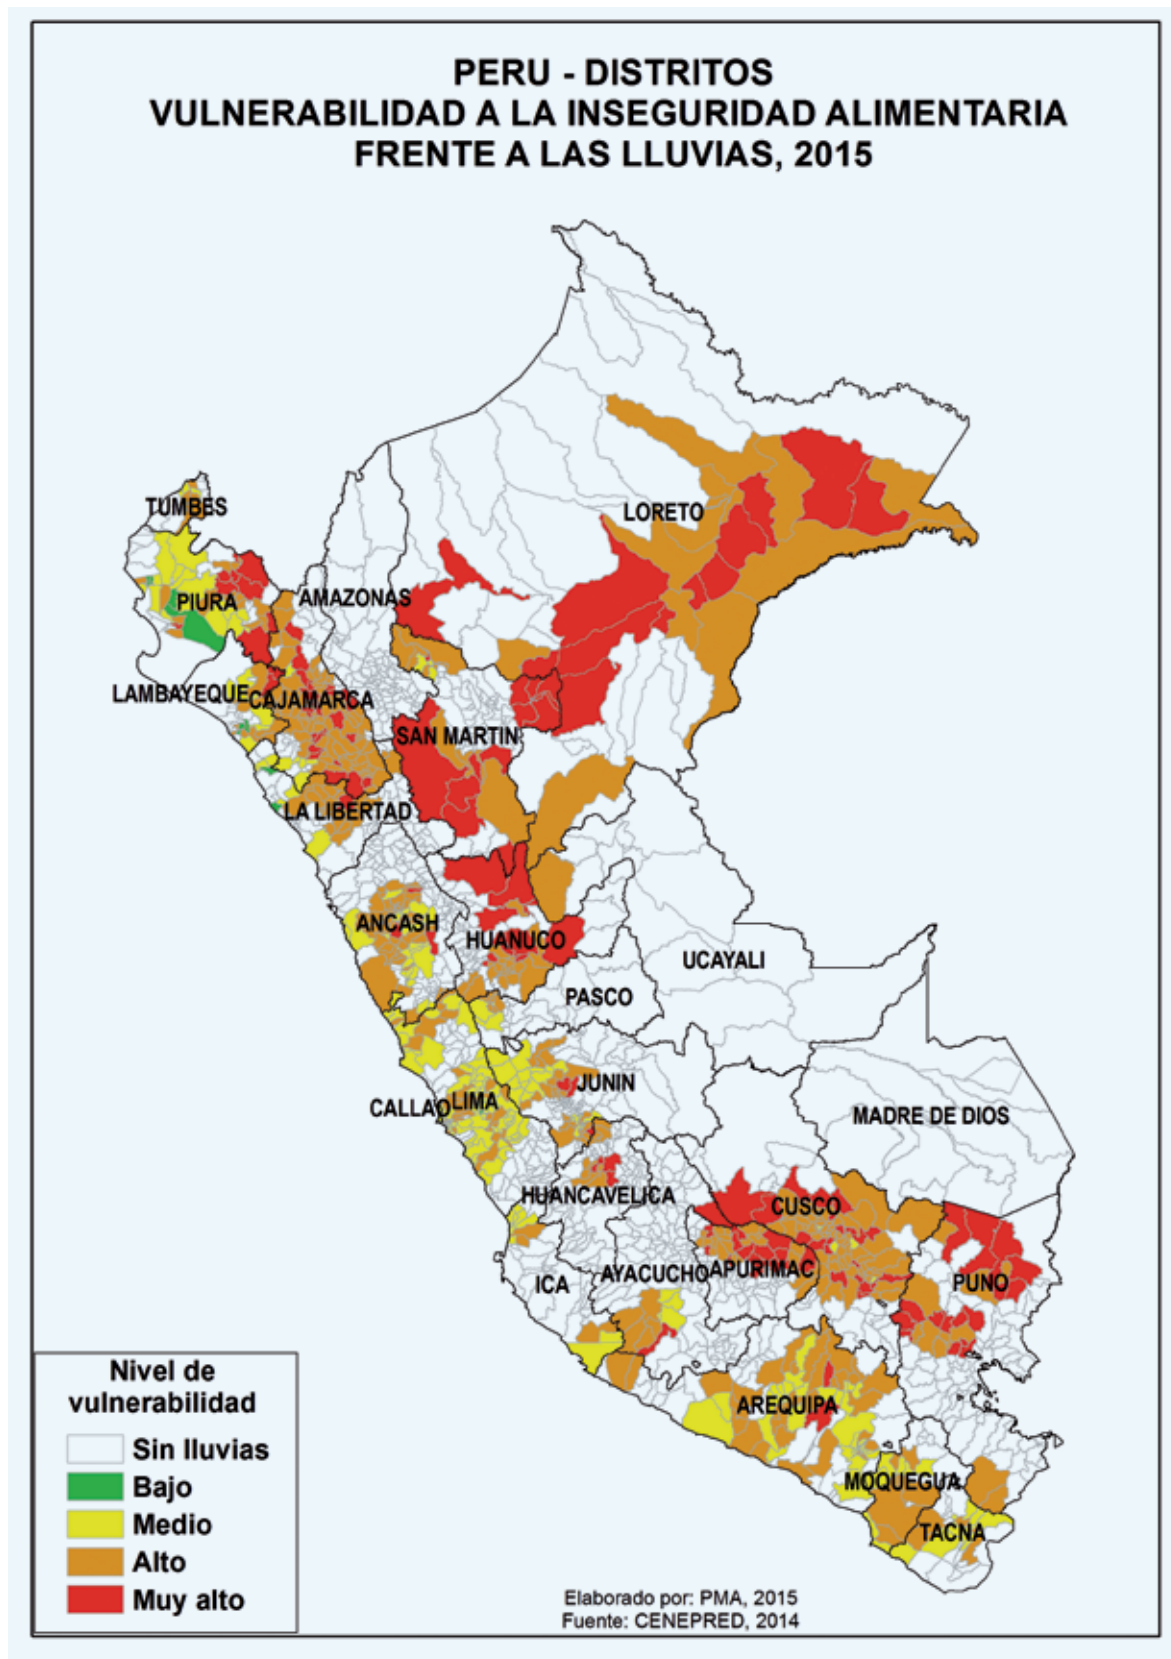 PERU - DISTRITOS
VULNERABILIDAD A LA INSEGURIDAD ALIMENTARIA
FRENTE A LAS LLUVIAS, 2015
TUMBES
LORETO
PIURA
AMAZONAS
LAMBAYEQUE
CAJAMARCA
SAN MARTIN
LA LIBERTAD
ANCASH
HUANUCO
UCAYALI
PASCO
JUNIN
CALLAO
LIMA
MADRE DE DIOS
HUANCAVELICA
CUSCO
ICA
AYACUCHO
APURIMAC
PUNO
AREQUIPA
MOQUEGUA
TACNA
Nivel de
vulnerabilidad
Sin lluvias
Bajo
Medio
Alto
Muy alto
Elaborado por: PMA, 2015
Fuente: CENEPRED, 2014